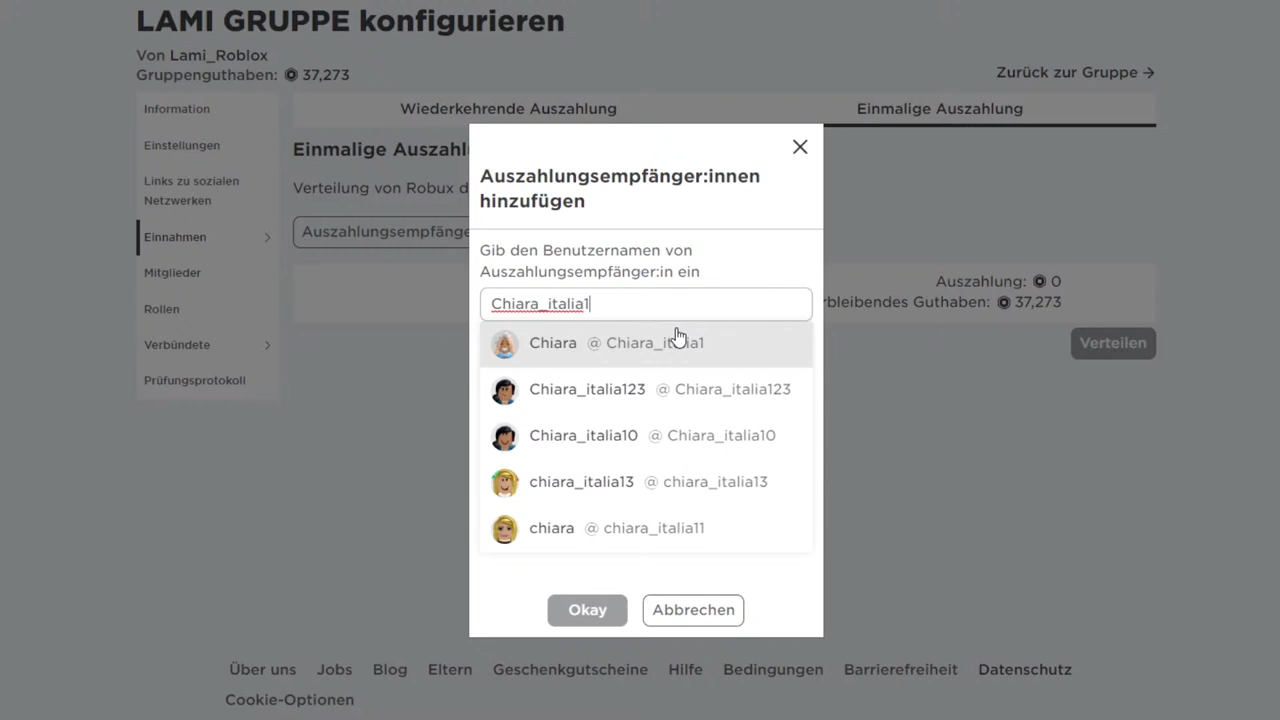 LAMI GRUPPE konfigurieren
Von Lami_Roblox
Gruppenguthaben: 37,273
Zurück zur Gruppe →
Information
Einstellungen
Links zu sozialen
Netzwerken
Einnahmen
Mitglieder
Rollen
Verbündete
Prüfungsprotokoll
Wiederkehrende Auszahlung
Einmalige Auszahlung
Einmalige Auszahl
Verteilung von Robux d
Auszahlungsempfänge
Auszahlung: 0
rbleibendes Guthaben: 37,273
Verteilen
Auszahlungsempfänger:innen
hinzufügen
Gib den Benutzernamen von
Auszahlungsempfänger:in ein
Chiara_italia1
Chiara @ Chiara_italia1
Chiara_italia123 @ Chiara_italia123
Chiara_italia10 @ Chiara_italia10
chiara_italia13 @ chiara_italia13
chiara @ chiara_italia11
Okay
Abbrechen
Über uns Jobs Blog Eltern Geschenkgutscheine Hilfe Bedingungen Barrierefreiheit Datenschutz
Cookie-Optionen